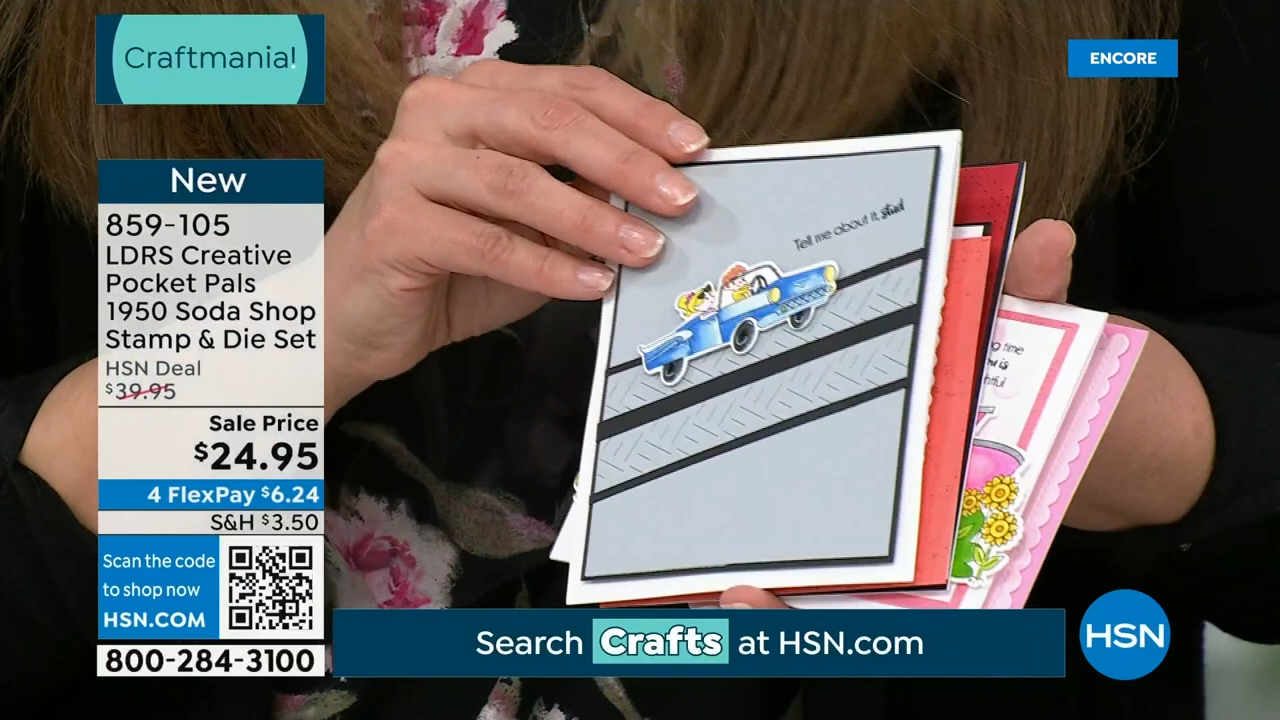 Craftmania!
ENCORE
New
859-105
LDRS Creative
Pocket Pals
1950 Soda Shop
Stamp & Die Set
HSN Deal
$39.95
Sale Price
$24.95
4 FlexPay $6.24
S&H $3.50
Scan the code
to shop now
HSN.COM
800-284-3100
Tell me about it, stud
time
is
Search Crafts at HSN.com
HSN